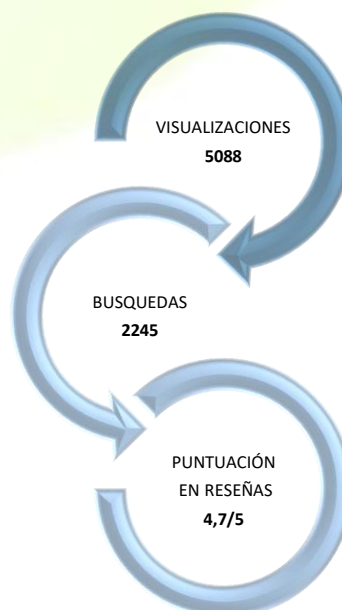 VISUALIZACIONES
5088
BUSQUEDAS
2245
PUNTUACIÓN
EN RESEÑAS
4,7/5